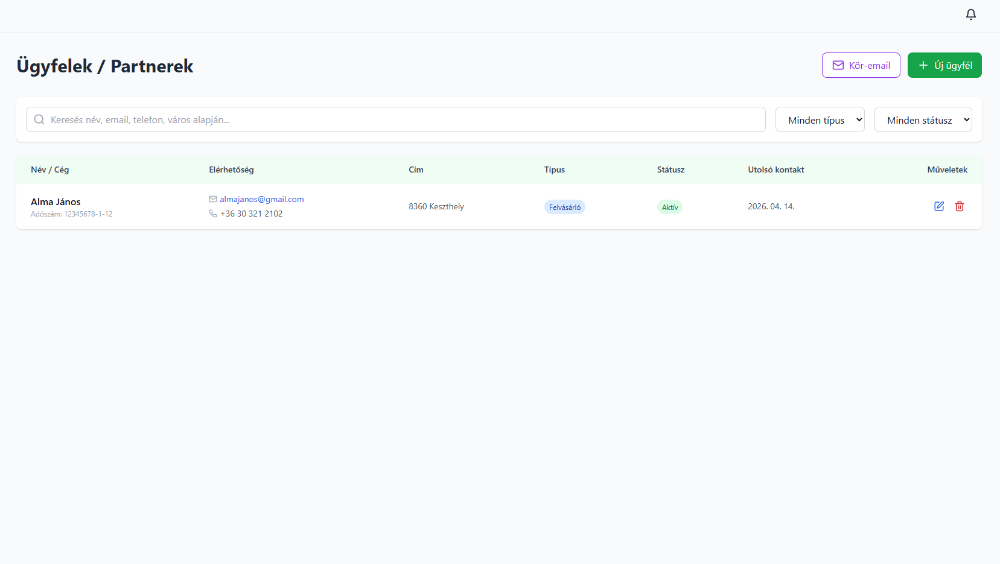 Ügyfelek / Partnerek
Kör-email
Új ügyfél
Keresés név, email, telefon, város alapján...
Minden típus
Minden státusz
Név / Cég
Elérhetőség
Cím
Típus
Státusz
Utolsó kontakt
Műveletek
Alma János
Adószám: 12345678-1-12
almajanos@gmail.com
+36 30 321 2102
8360 Keszthely
Felvásárló
Aktív
2026. 04. 14.